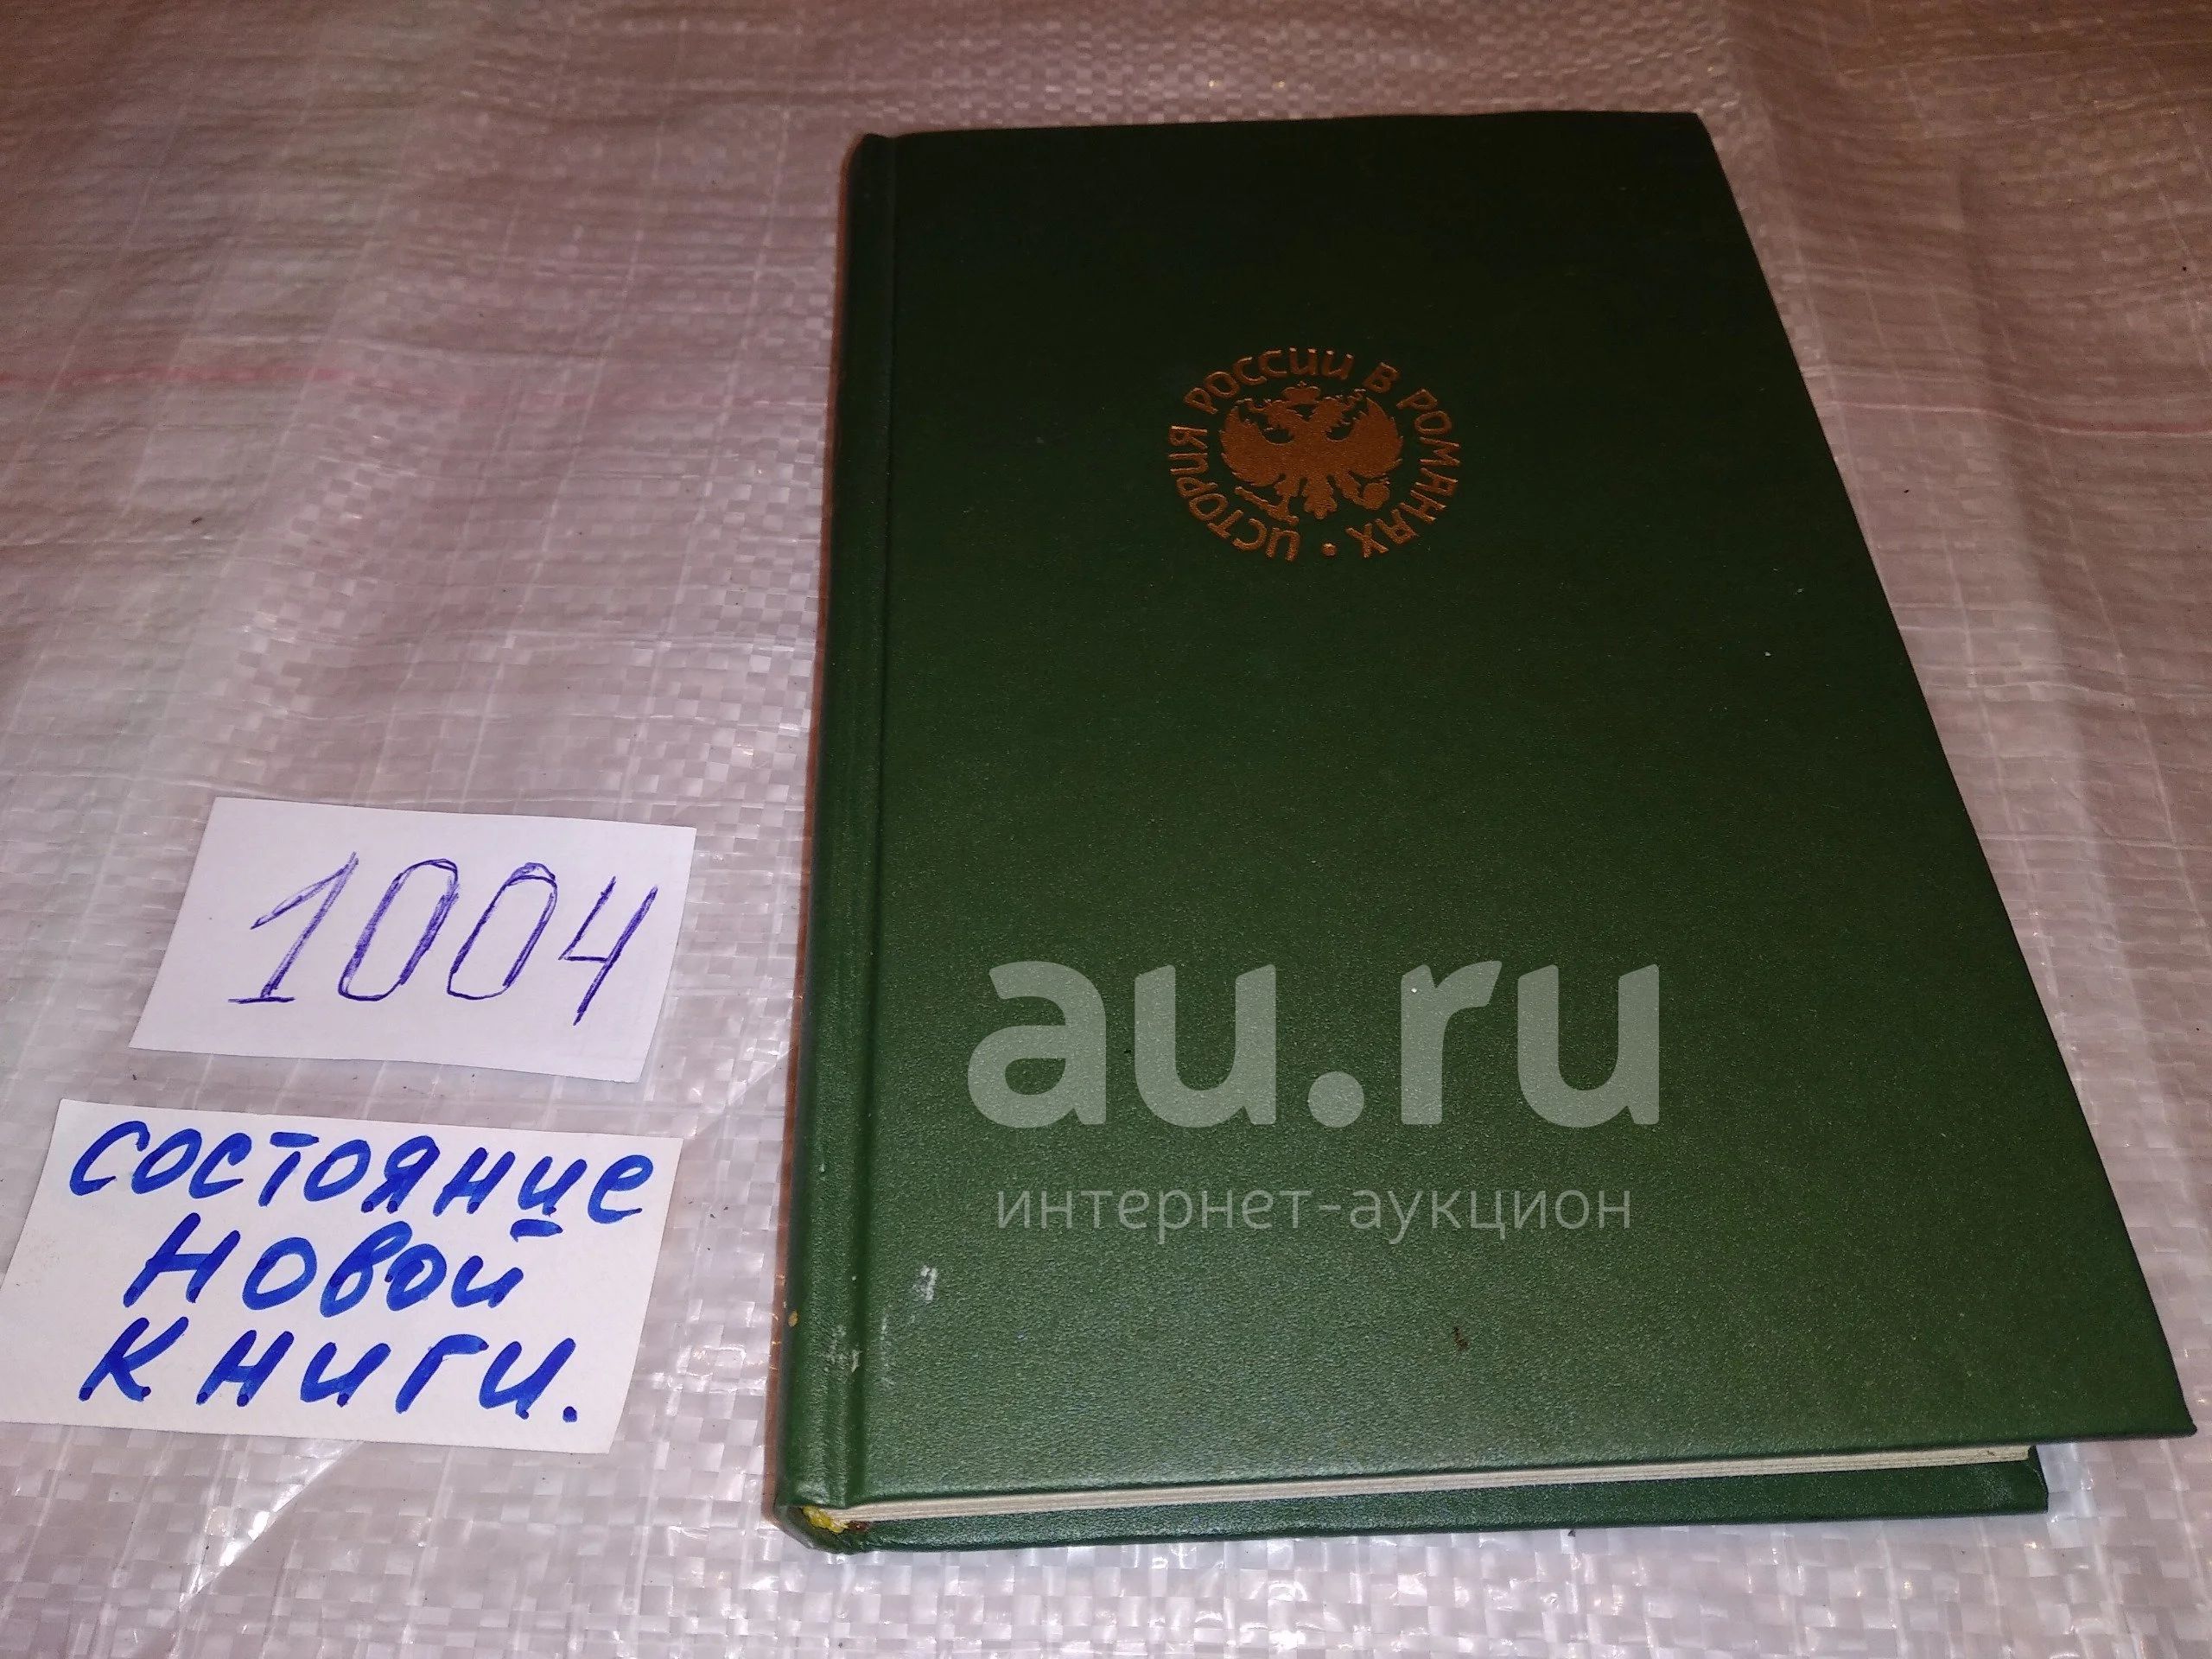 ИСТОРИЯ РОССИИ В РОМАНАХ •
1004
состояние
новой
книги.
au.ru
интернет-аукцион